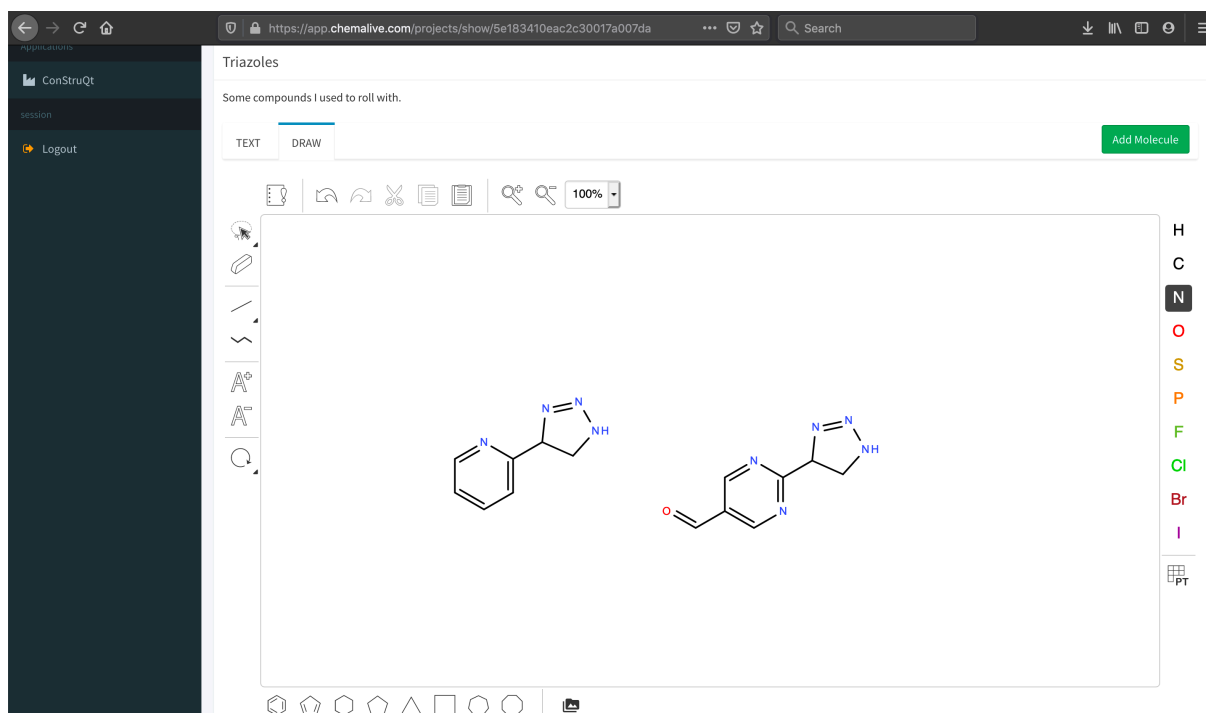 https://app.chemalive.com/projects/show/5e183410eac2c30017a007da
Search
Applications
ConStruQt
session
Logout
Triazoles
Some compounds I used to roll with.
TEXT
DRAW
Add Molecule
100%
H
C
N
O
S
P
F
Cl
Br
I
PT
A+
A-
N
N
N
NH
N
N
NH
N
N
O